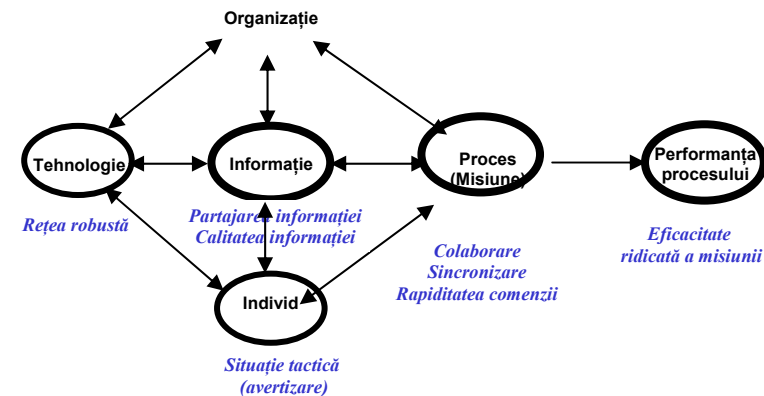 Organizație
Tehnologie
Informație
Proces
(Misiune)
Performanța
procesului
Rețea robustă
Partajarea informației
Calitatea informației
Colaborare
Sincronizare
Rapiditatea comenzii
Eficacitate
ridicată a misiunii
Individ
Situație tactică
(avertizare)